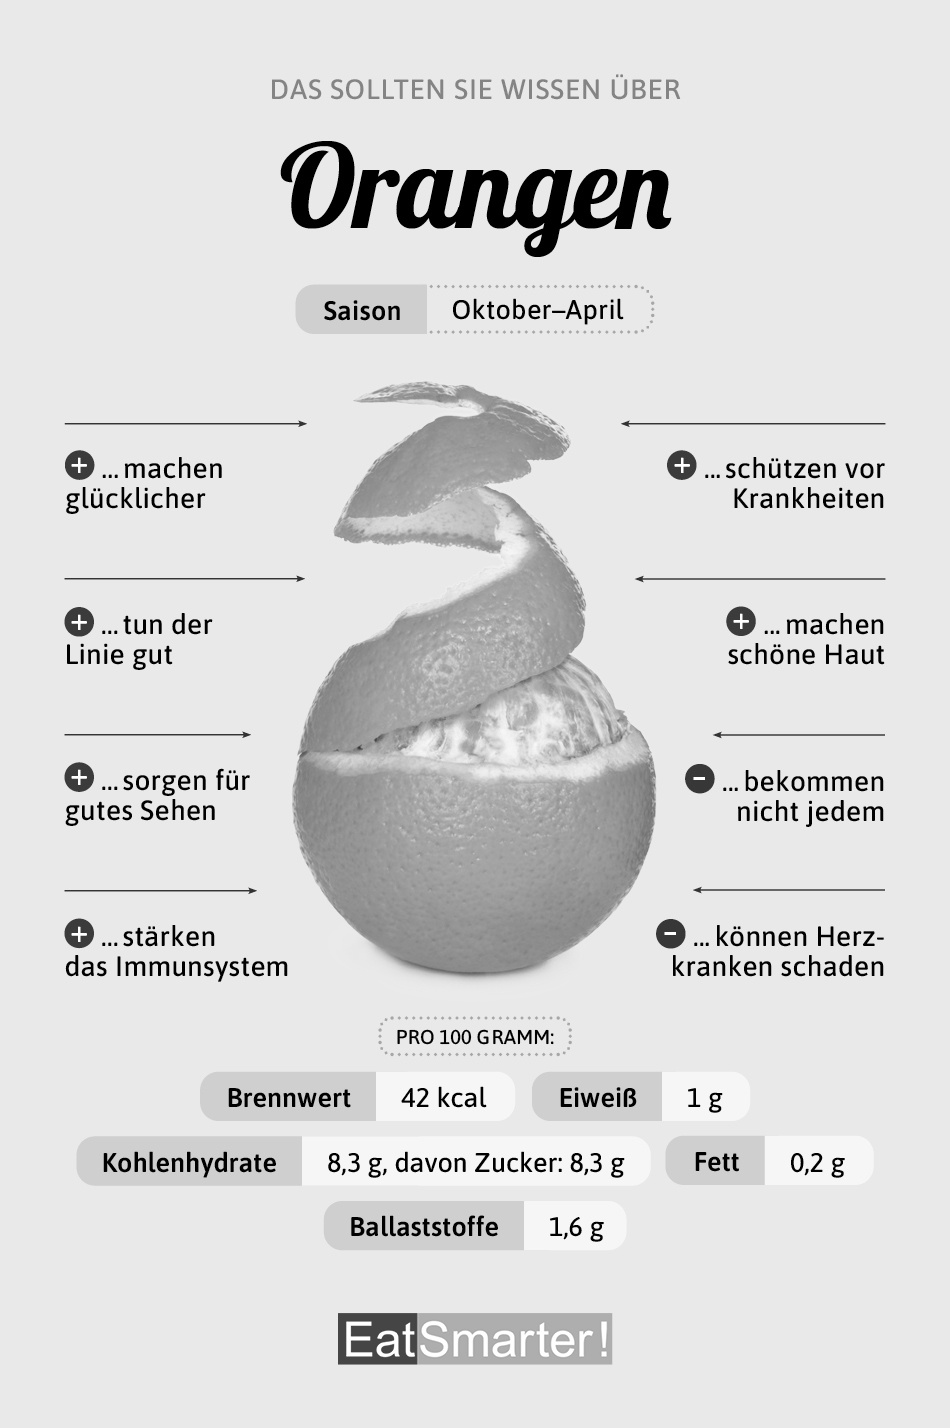 DAS SOLLTEN SIE WISSEN ÜBER
Orangen
Saison Oktober–April
+ ... machen
glücklicher
+ ... tun der
Linie gut
+ ... sorgen für
gutes Sehen
+ ... stärken
das Immunsystem
+ ... schützen vor
Krankheiten
+ ... machen
schöne Haut
– ... bekommen
nicht jedem
– ... können Herz-
kranken schaden
PRO 100 GRAMM:
Brennwert 42 kcal Eiweiß 1 g
Kohlenhydrate 8,3 g, davon Zucker: 8,3 g Fett 0,2 g
Ballaststoffe 1,6 g
EatSmarter!